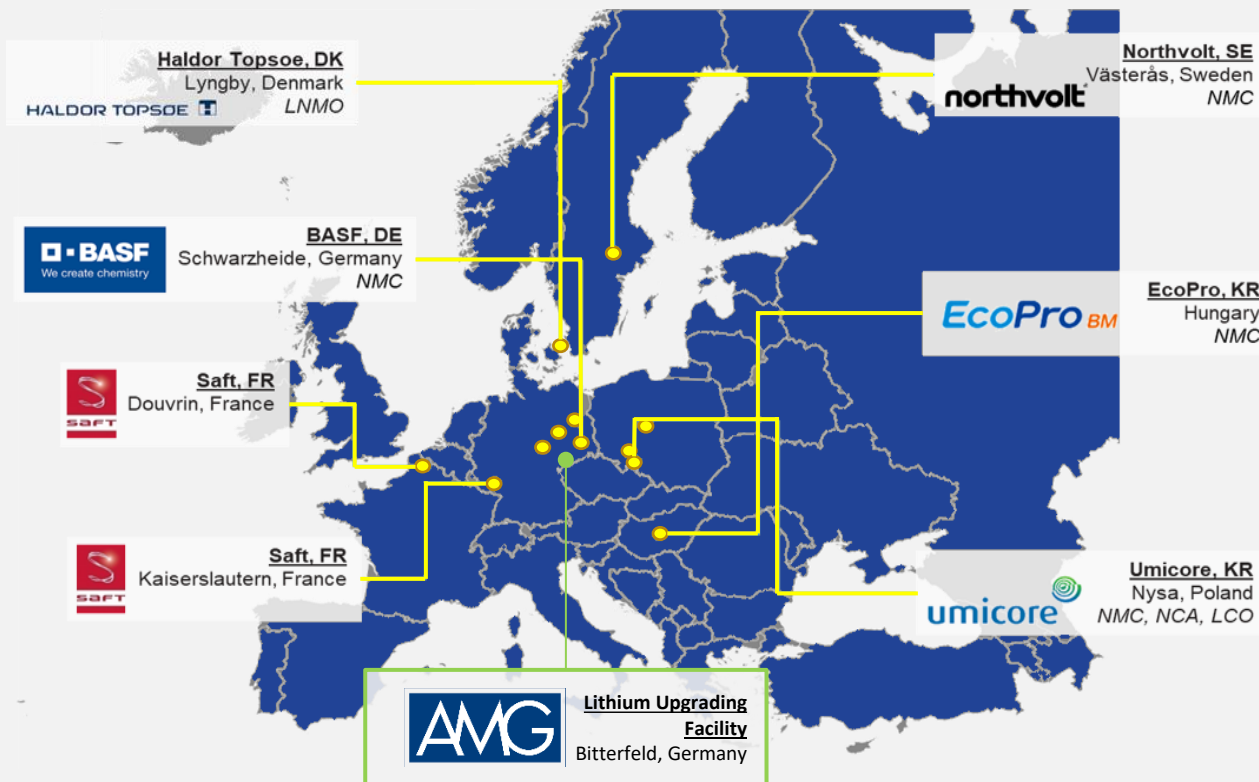 Haldor Topsoe, DK
Lyngby, Denmark
HALDOR TOPSOE
LNMO
Northvolt, SE
Västerås, Sweden
northvolt
NMC
BASF
We create chemistry
BASF, DE
Schwarzheide, Germany
NMC
EcoPro BM
EcoPro, KR
Hungary
NMC
SAFT
Saft, FR
Douvrin, France
SAFT
Saft, FR
Kaiserslautern, France
umicore
Umicore, KR
Nysa, Poland
NMC, NCA, LCO
AMG
Lithium Upgrading
Facility
Bitterfeld, Germany